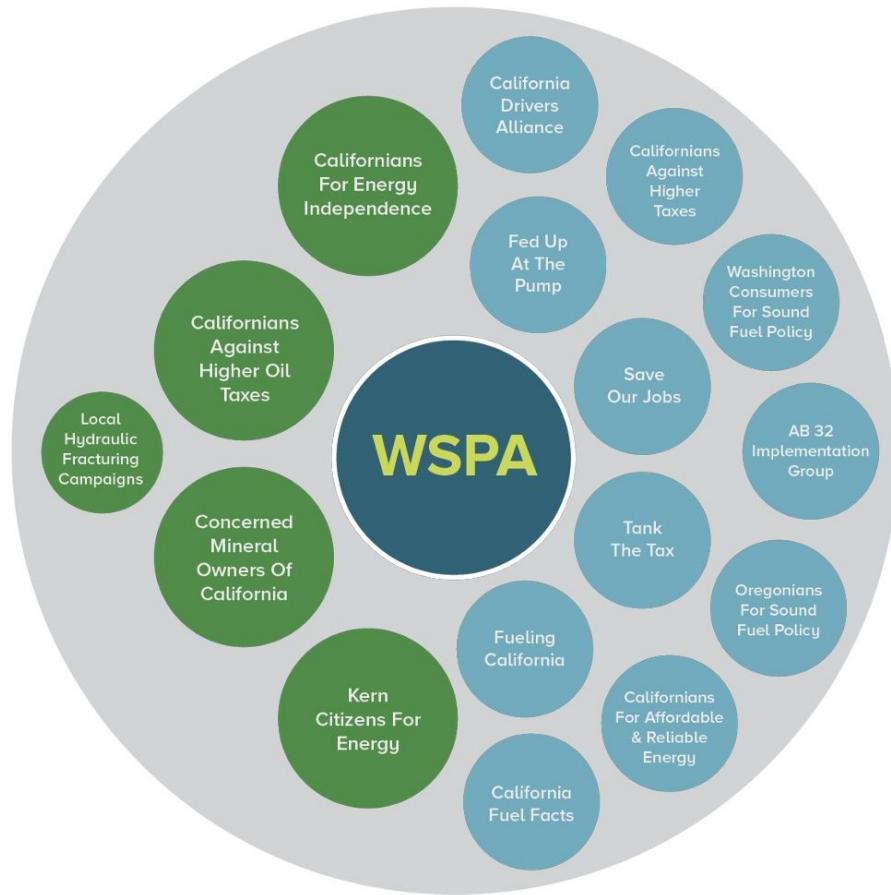 California
Drivers
Alliance
Californians
For Energy
Independence
Californians
Against
Higher
Taxes
Fed Up
At The
Pump
Washington
Consumers
For Sound
Fuel Policy
Californians
Against
Higher Oil
Taxes
Save
Our Jobs
Local
Hydraulic
Fracturing
Campaigns
WSPA
AB 32
Implementation
Group
Concerned
Mineral
Owners Of
California
Tank
The Tax
Oregonians
For Sound
Fuel Policy
Fueling
California
Kern
Citizens For
Energy
Californians
For Affordable
& Reliable
Energy
California
Fuel Facts